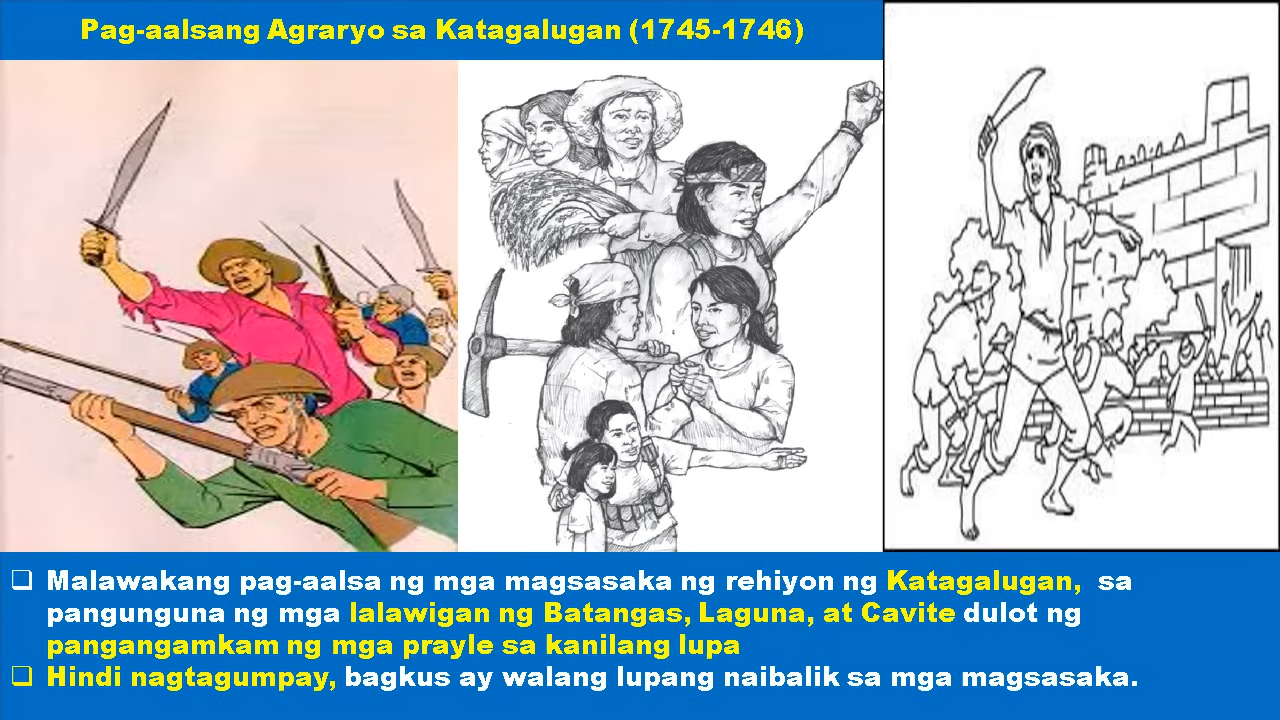 Pag-aalsang Agraryo sa Katagalugan (1745-1746)
❑ Malawakang pag-aalsa ng mga magsasaka ng rehiyon ng Katagalugan, sa
pangunguna ng mga lalawigan ng Batangas, Laguna, at Cavite dulot ng
pangangamkam ng mga prayle sa kanilang lupa
❑ Hindi nagtagumpay, bagkus ay walang lupang naibalik sa mga magsasaka.